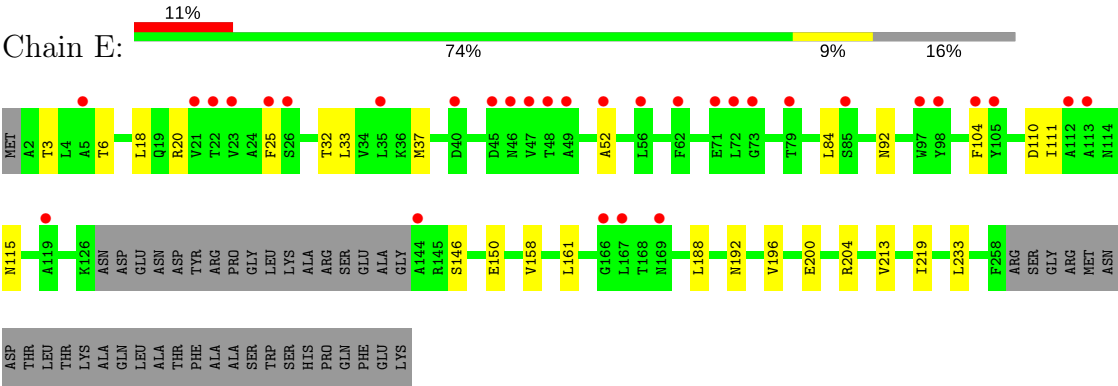 11%
Chain E:
74% 9% 16%
MET A2 T3 L4 A5 T6 L18 Q19 R20 V21 T22 V23 A24 F25 S26 T32 L33 V34 L35 K36 M37 D40 D45 N46 V47 T48 A49 A52 L56 F62 E71 L72 G73 T79 L84 S85 N92 W97 Y98 F104 Y105 D110 I111 A112 A113 N114
N115 A119 K126 ASN ASP GLU ASN ASP TYR ARG PRO GLY LEU LYS HIS ALA ARG SER GLU ALA GLY A144 R145 S146 E150 V158 L161 G166 L167 T168 N169 L188 N192 V196 E200 R204 V213 I219 L233 F258 ARG SER GLY ARG MET ASN
ASP THR LEU THR LYS ALA GLN LEU ALA THR PHE ALA ALA SER TRP SER HIS PRO GLN PHE GLU LYS